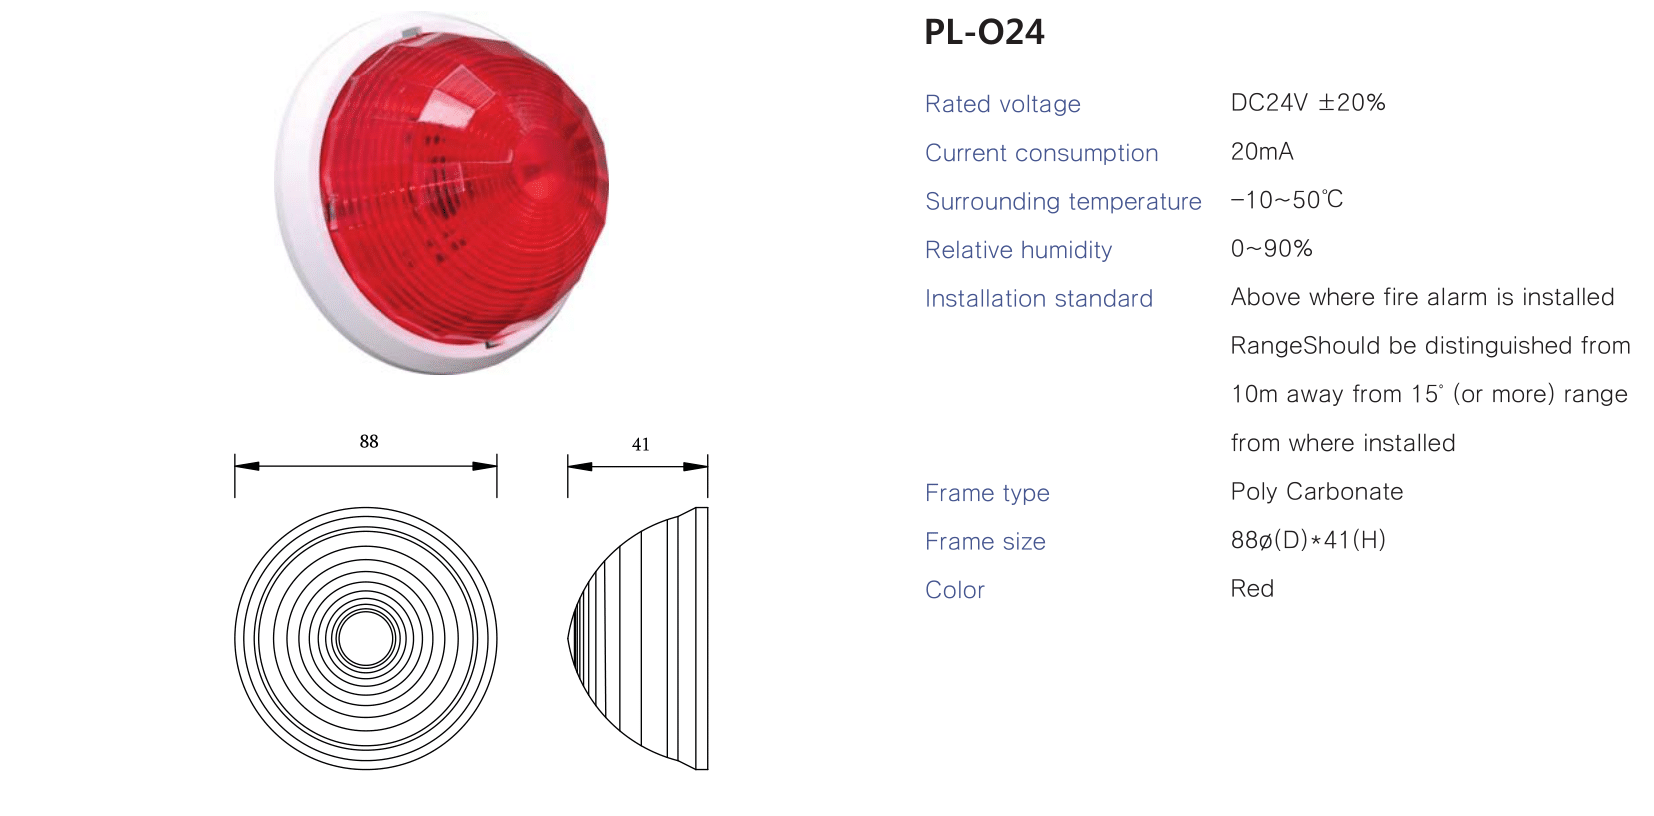 PL-O24
Rated voltage DC24V ±20%
Current consumption 20mA
Surrounding temperature −10~50℃
Relative humidity 0~90%
Installation standard Above where fire alarm is installed
RangeShould be distinguished from
10m away from 15° (or more) range
from where installed
Frame type Poly Carbonate
Frame size 88ø(D)*41(H)
Color Red
88
41